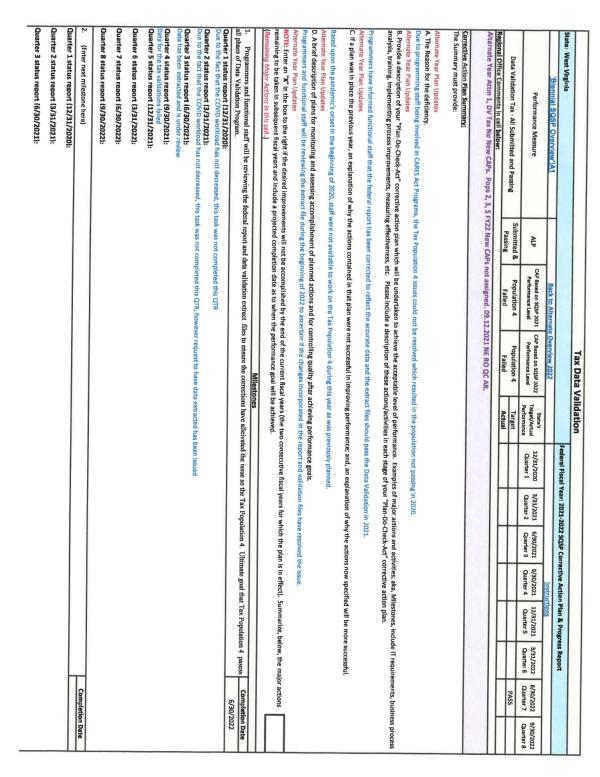 Tax Data Validation
State: West Virginia
Federal Fiscal Year: 2021-2022 SQSP Corrective Action Plan & Progress Report
Biennial SQSP Overview!A1
Back to Alternate Overview 2022
Instructions
Performance Measure
ALP
CAP Based on SQSP 2021 Performance Level
CAP Based on SQSP 2022 Performance Level
State's Target/Actual Performance
12/31/2020 Quarter 1
3/31/2021 Quarter 2
6/30/2021 Quarter 3
9/30/2021 Quarter 4
12/31/2021 Quarter 5
3/31/2022 Quarter 6
6/30/2022 Quarter 7
9/30/2022 Quarter 8
Data Validation Tax - All Submitted and Passing
Submitted & Passing
Population 4 Failed
Population 4 Failed
Target
PASS
Actual
Regional Office Comments in cell below:
Alternate Year Attm 1, DV Tax No New CAPs. Pops 2, 3, 5 FY22 New CAPs not assigned. 09.12.2021 NE RO QC AR.
Corrective Action Plan Summary:
The Summary must provide:
Alternate Year Plan Updates
A. The Reason for the deficiency.
Due to programming staff being involved in CARES Act Programs, the Tax Population 4 issues could not be resolved which resulted in the population not passing in 2020.
Alternate Year Plan Updates
B. Provide a description of your "Plan-Do-Check-Act" corrective action plan which will be undertaken to achieve the acceptable level of performance. Examples of major actions and activities; aka, Milestones, include IT requirements, business process
analysis, training, implementing process improvements, measuring effectiveness, etc. Please include a description of these actions/activities in each stage of your "Plan-Do-Check-Act" corrective action plan.
Programmers have informed functional staff that the federal report has been corrected to reflect the accurate data and the extract files should pass the Data Validation in 2021.
Alternate Year Plan Updates
C. If a plan was in place the previous year, an explanation of why the actions contained in that plan were not successful in improving performance; and, an explanation of why the actions now specified will be more successful.
Based upon the pandemic's onset in the beginning of 2020, staff were not available to work on the Tax Population 4 during this year as was previously planned.
Alternate Year Plan Updates
D. A brief description of plans for monitoring and assessing accomplishment of planned actions and for controlling quality after achieving performance goals.
Programmers and functional staff will be reviewing the extract file during the beginning of 2022 to ascertain if the changes incorporated in the report and validation files have resolved the issue.
Alternate Year Plan Updates
NOTE: Enter an "X" in the box to the right if the desired improvements will not be accomplished by the end of the current fiscal years (the two consecutive fiscal years for which the plan is in effect). Summarize, below, the major actions
remaining to be taken in subsequent fiscal years and include a projected completion date as to when the performance goal will be achieved.
(Remaining Major Actions in this cell.)
Milestones
Completion Date
1. Programmers and functional staff will be reviewing the federal report and data validation extract files to ensure the corrections have alleviated the issue so the Tax Population 4. Ultimate goal that Tax Population 4 passes
all phases of Data Validation Program.
6/30/2022
Quarter 1 status report (12/31/2020):
Due to the fact that the COVID workload has not decreased, this task was not completed this QTR
Quarter 2 status report (3/31/2021):
Due to the fact that the COVID workload has not decreased, this task was not completed this QTR, however request to have data extracted has been issued
Quarter 3 status report (6/30/2021):
Data has been extracted and is under review
Quarter 4 status report (9/30/2021):
Data for tax validations failed
Quarter 5 status report (12/31/2021):
Quarter 6 status report (3/31/2022):
Quarter 7 status report (6/30/2022):
Quarter 8 status report (9/30/2022):
2. (Enter next milestone here)
Completion Date
Quarter 1 status report (12/31/2020):
Quarter 2 status report (3/31/2021):
Quarter 3 status report (6/30/2021):